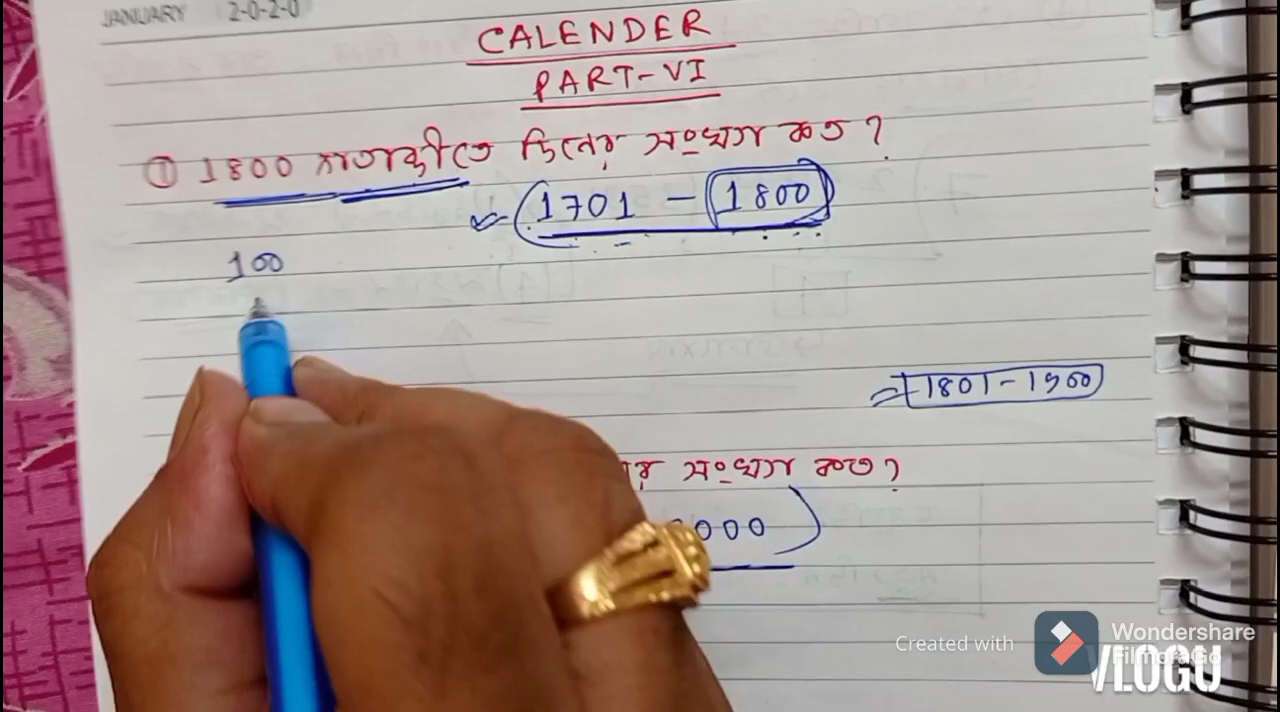 JANUARY 2-0-2-0
CALENDER
PART-VI
① 1800 শতাব্দীতে দিনের সংখ্যা কত ?
(1701 - 1800)
100
= 1801 - 1900
সংখ্যা কত ?
000)
Created with Wondershare Filmora
VLOGU